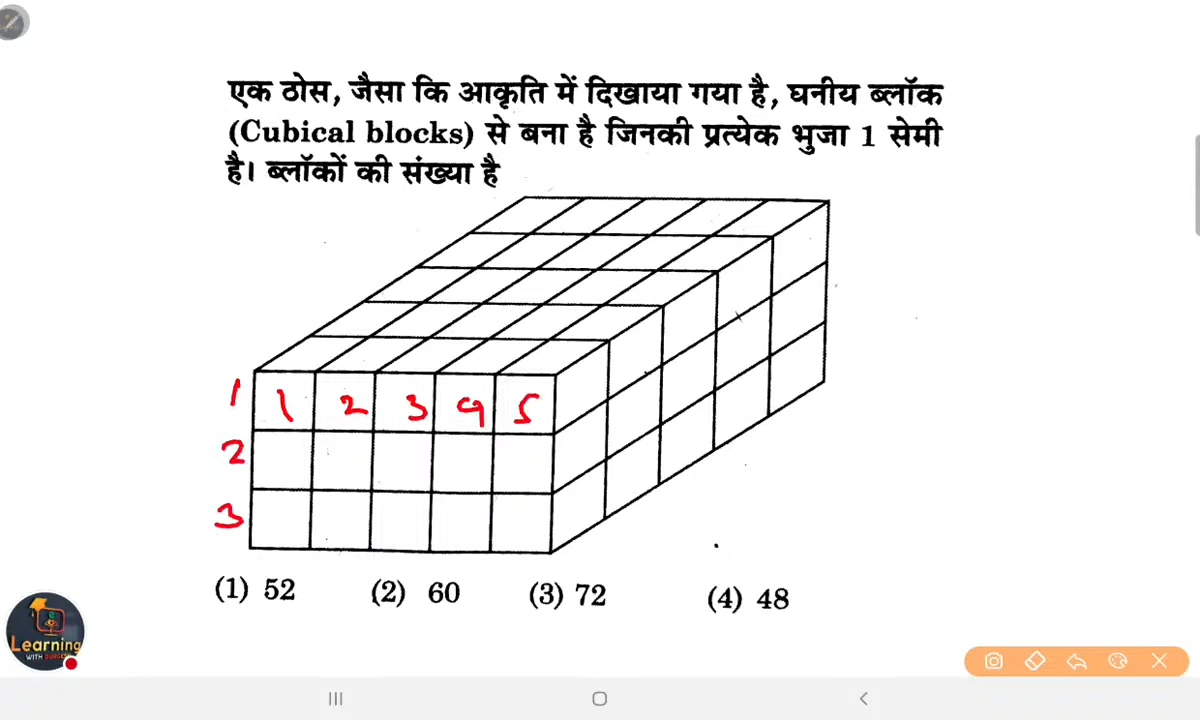 एक ठोस, जैसा कि आकृति में दिखाया गया है, घनीय ब्लॉक
(Cubical blocks) से बना है जिनकी प्रत्येक भुजा 1 सेमी
है। ब्लॉकों की संख्या है
1 1 2 3 4 5
2
3
(1) 52 (2) 60 (3) 72 (4) 48
Learning